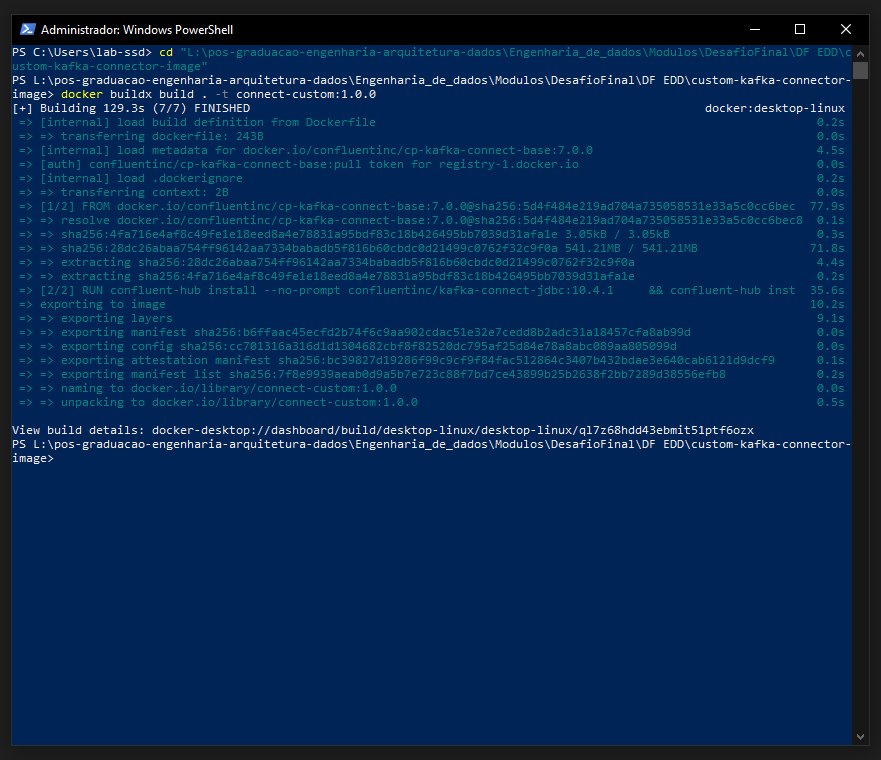 Administrador: Windows PowerShell
PS C:\Users\lab-ssd> cd "L:\pos-graduacao-engenharia-arquitetura-dados\Engenharia_de_dados\Modulos\DesafioFinal\DF EDD\c
ustom-kafka-connector-image"
PS L:\pos-graduacao-engenharia-arquitetura-dados\Engenharia_de_dados\Modulos\DesafioFinal\DF EDD\custom-kafka-connector-
image> docker buildx build . -t connect-custom:1.0.0
[+] Building 129.3s (7/7) FINISHED docker:desktop-linux
=> [internal] load build definition from Dockerfile 0.2s
=> => transferring dockerfile: 243B 0.0s
=> [internal] load metadata for docker.io/confluentinc/cp-kafka-connect-base:7.0.0 4.5s
=> [auth] confluentinc/cp-kafka-connect-base:pull token for registry-1.docker.io 0.0s
=> [internal] load .dockerignore 0.2s
=> => transferring context: 2B 0.0s
=> [1/2] FROM docker.io/confluentinc/cp-kafka-connect-base:7.0.0@sha256:5d4f484e219ad704a735058531e33a5c0cc6bec 77.9s
=> => resolve docker.io/confluentinc/cp-kafka-connect-base:7.0.0@sha256:5d4f484e219ad704a735058531e33a5c0cc6bec8 0.1s
=> => sha256:4fa716e4af8c49fe1e18eed8a4e78831a95bdf83c18b426495bb7039d31afa1e 3.05kB / 3.05kB 0.3s
=> => sha256:28dc26abaa754ff96142aa7334babadb5f816b60cbdc0d21499c0762f32c9f0a 541.21MB / 541.21MB 71.8s
=> => extracting sha256:28dc26abaa754ff96142aa7334babadb5f816b60cbdc0d21499c0762f32c9f0a 4.4s
=> => extracting sha256:4fa716e4af8c49fe1e18eed8a4e78831a95bdf83c18b426495bb7039d31afa1e 0.2s
=> [2/2] RUN confluent-hub install --no-prompt confluentinc/kafka-connect-jdbc:10.4.1 && confluent-hub inst 35.6s
=> exporting to image 10.2s
=> => exporting layers 9.1s
=> => exporting manifest sha256:b6ffaac45ecfd2b74f6c9aa902cdac51e32e7cedd8b2adc31a18457cfa8ab99d 0.0s
=> => exporting config sha256:cc701316a316d1d1304682cbf8f82520dc795af25d84e78a8abc089aa805099d 0.0s
=> => exporting attestation manifest sha256:bc39827d19286f99c9cf9f84fac512864c3407b432bdae3e640cab6121d9dcf9 0.1s
=> => exporting manifest list sha256:7f8e9939aeab0d9a5b7e723c88f7bd7ce43899b25b2638f2bb7289d38556efb8 0.2s
=> => naming to docker.io/library/connect-custom:1.0.0 0.0s
=> => unpacking to docker.io/library/connect-custom:1.0.0 0.5s
View build details: docker-desktop://dashboard/build/desktop-linux/desktop-linux/ql7z68hdd43ebmit51ptf6ozx
PS L:\pos-graduacao-engenharia-arquitetura-dados\Engenharia_de_dados\Modulos\DesafioFinal\DF EDD\custom-kafka-connector-
image>